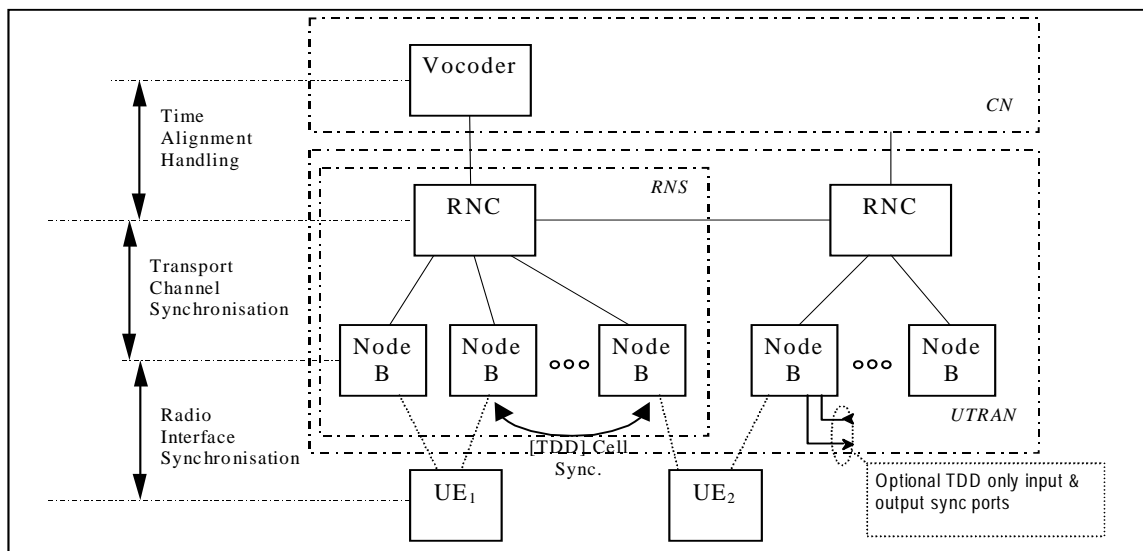 Vocoder
CN
Time
Alignment
Handling
RNS
RNC
RNC
Transport
Channel
Synchronisation
Node
B
Node
B
Node
B
Node
B
Node
B
UTRAN
Radio
Interface
Synchronisation
[TDD] Cell
Sync.
UE1
UE2
Optional TDD only input &
output sync ports